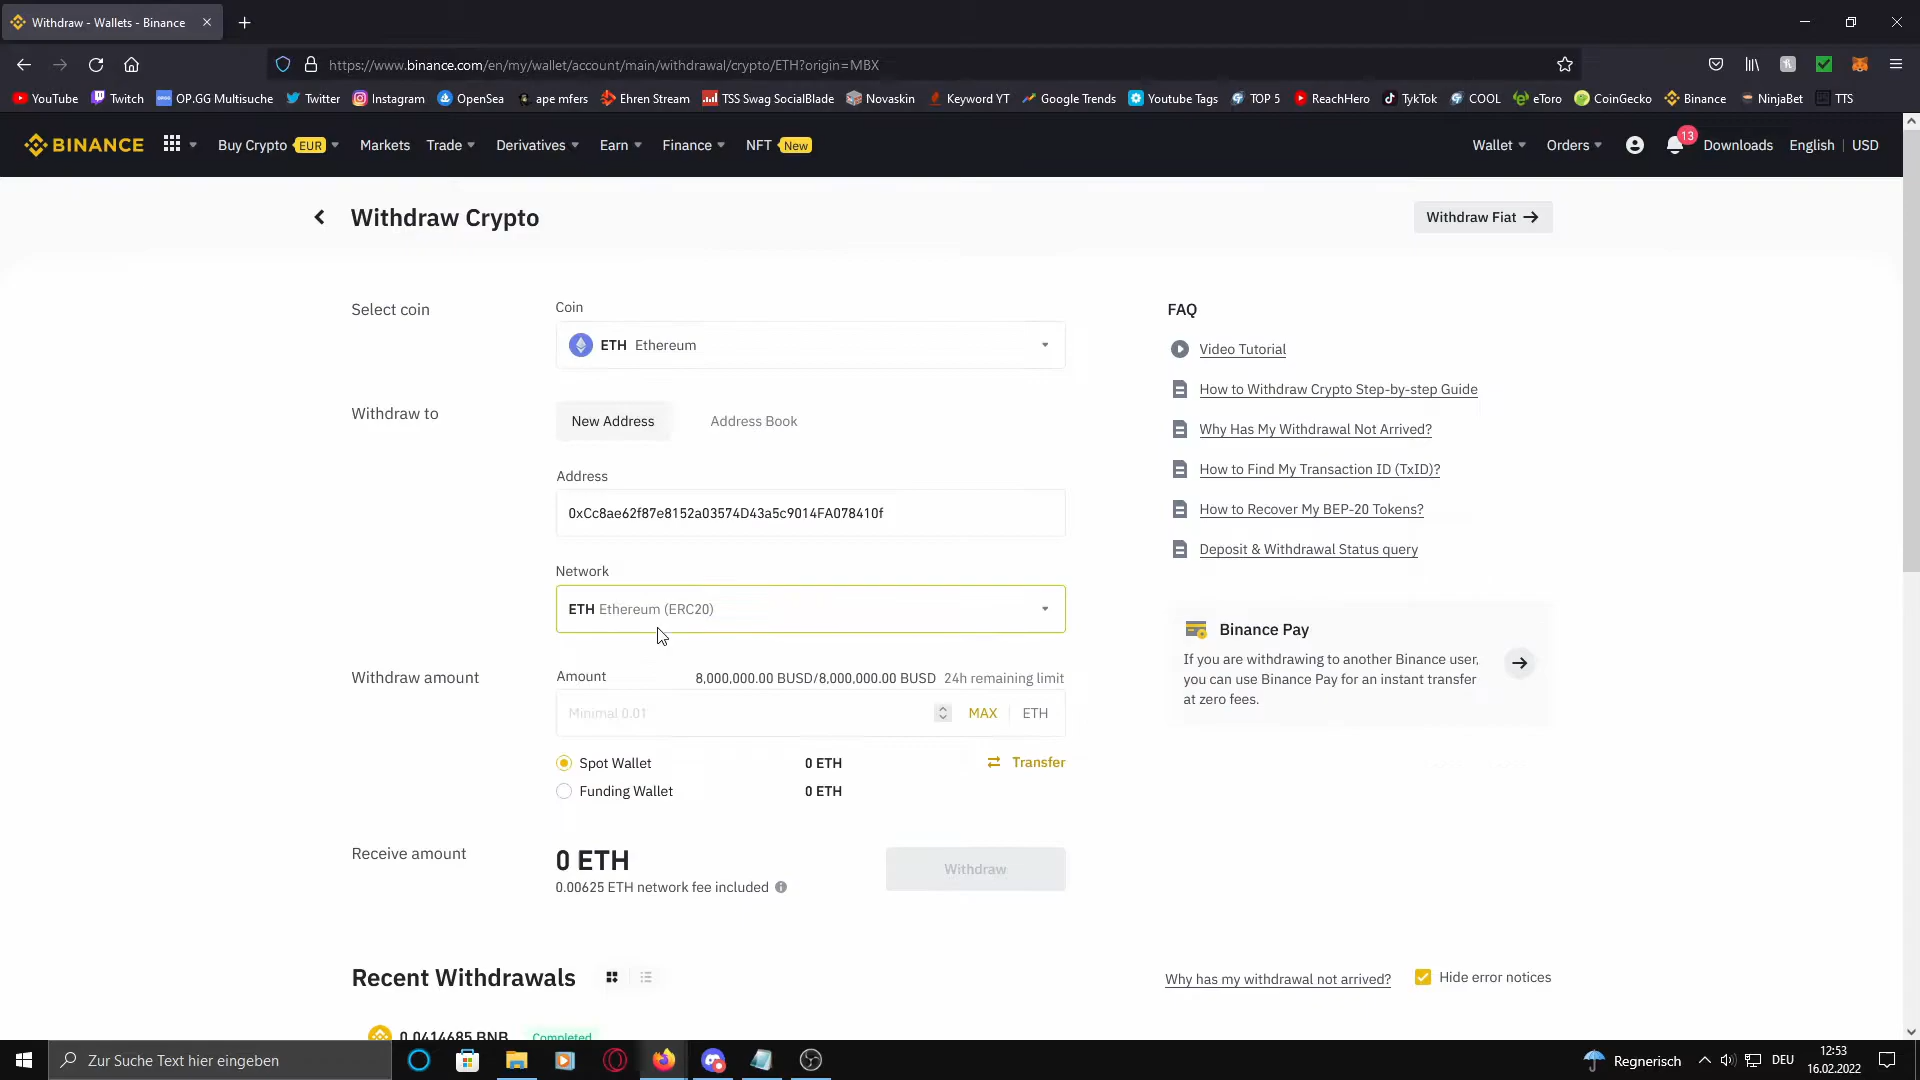 Withdraw - Wallets - Binance
https://www.binance.com/en/my/wallet/account/main/withdrawal/crypto/ETH?origin=MBX
YouTube Twitch OP.GG Multisuche Twitter Instagram OpenSea ape mfers Ehren Stream TSS Swag SocialBlade Novaskin Keyword YT Google Trends Youtube Tags TOP 5 ReachHero TykTok COOL eToro CoinGecko Binance NinjaBet TTS
BINANCE Buy Crypto EUR Markets Trade Derivatives Earn Finance NFT New Wallet Orders 13 Downloads English USD
Withdraw Crypto
Withdraw Fiat
Select coin
Coin
ETH Ethereum
Withdraw to
New Address Address Book
Address
0xCc8ae62f87e8152a03574D43a5c9014FA078410f
Network
ETH Ethereum (ERC20)
Withdraw amount
Amount 8,000,000.00 BUSD/8,000,000.00 BUSD 24h remaining limit
Minimal 0.01 MAX ETH
Spot Wallet 0 ETH Transfer
Funding Wallet 0 ETH
Receive amount
0 ETH
0.00625 ETH network fee included
Withdraw
FAQ
Video Tutorial
How to Withdraw Crypto Step-by-step Guide
Why Has My Withdrawal Not Arrived?
How to Find My Transaction ID (TxID)?
How to Recover My BEP-20 Tokens?
Deposit & Withdrawal Status query
Binance Pay
If you are withdrawing to another Binance user,
you can use Binance Pay for an instant transfer
at zero fees.
Recent Withdrawals
Why has my withdrawal not arrived? Hide error notices
0.0414685 BNB Completed
Zur Suche Text hier eingeben
Regnerisch DEU 12:53
16.02.2022